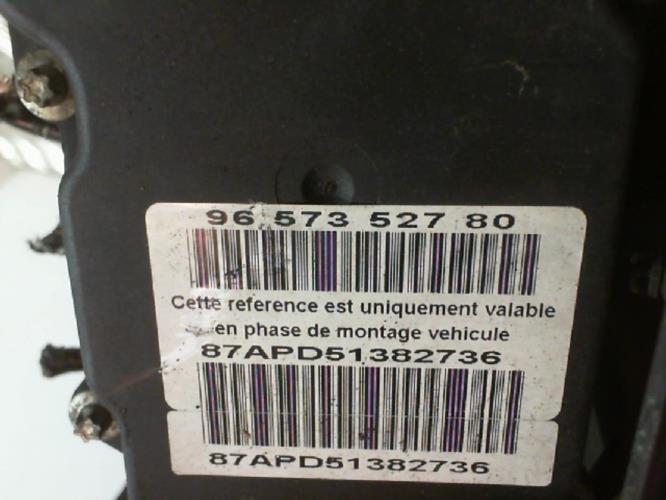 96 573 527 80
Cette reference est uniquement valable
en phase de montage vehicule
87APD51382736
87APD51382736